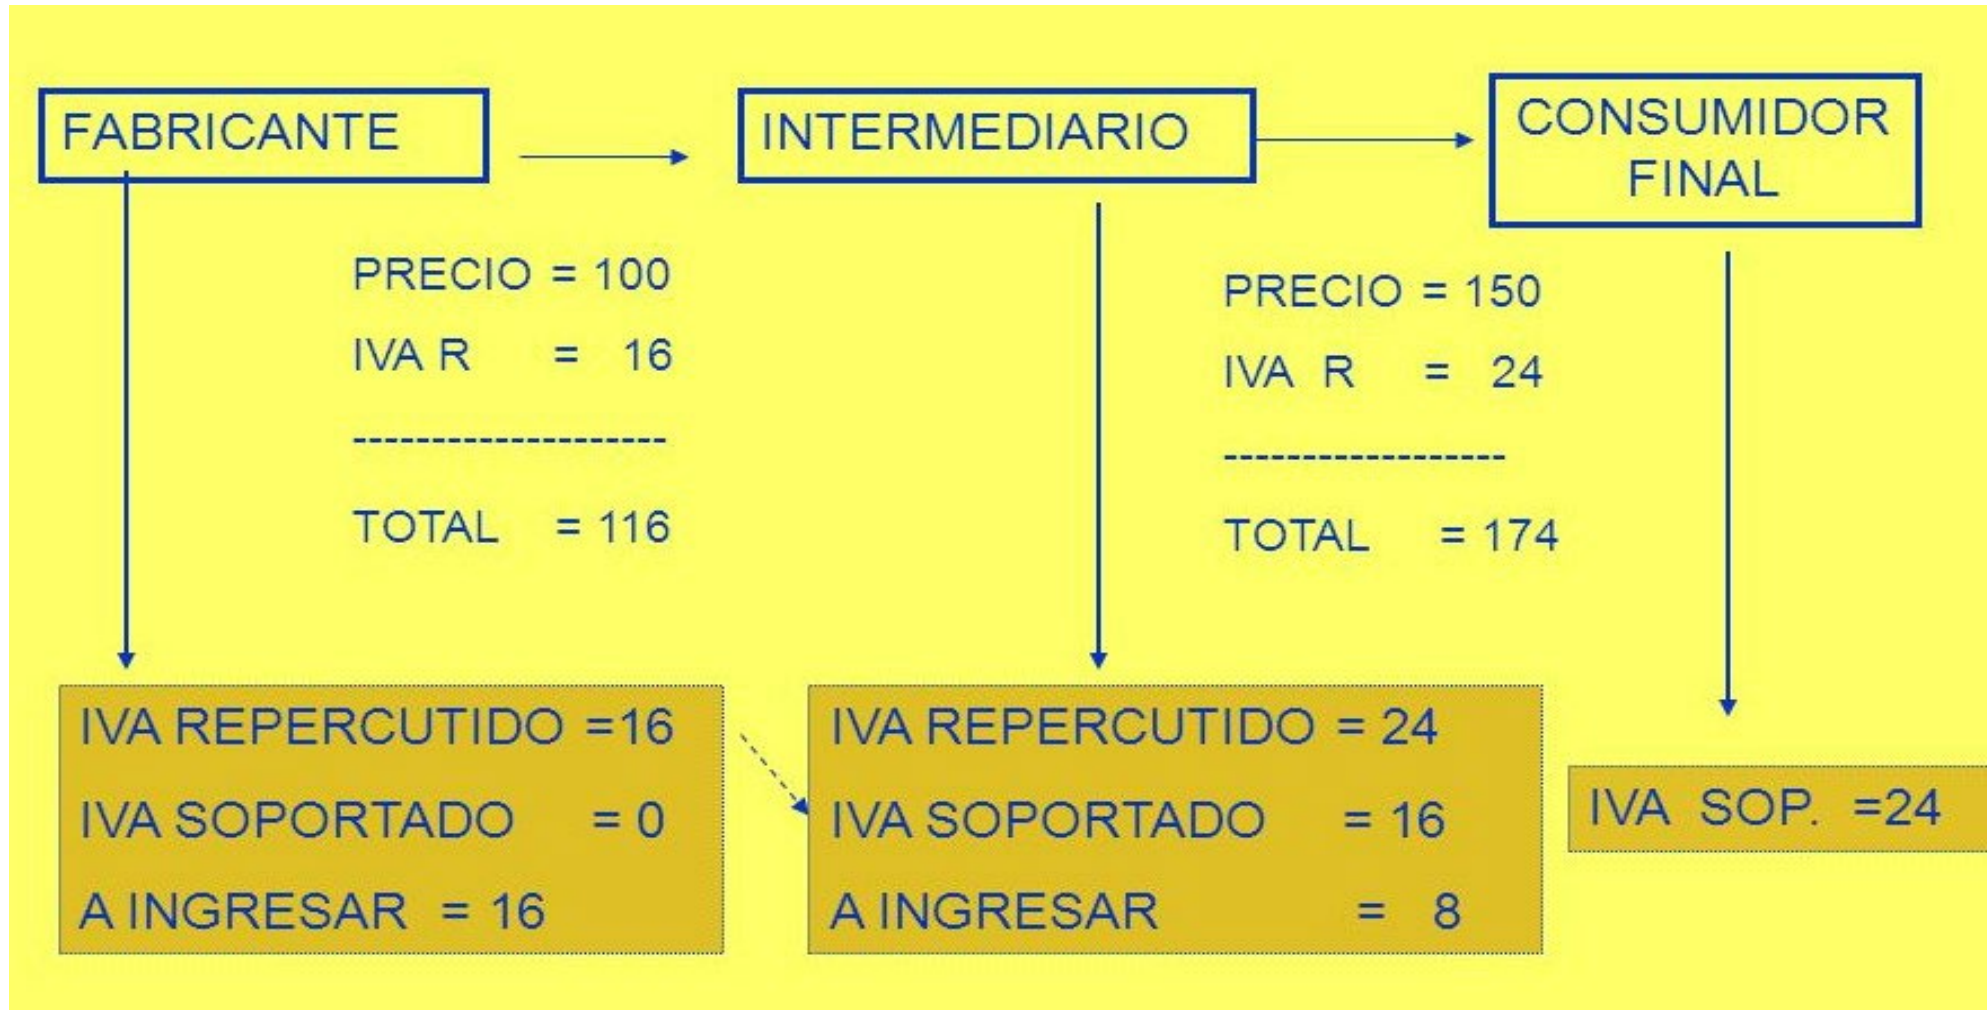 FABRICANTE
INTERMEDIARIO
CONSUMIDOR
FINAL
PRECIO = 100
IVA R = 16
--------------------
TOTAL = 116
PRECIO = 150
IVA R = 24
------------------
TOTAL = 174
IVA REPERCUTIDO =16
IVA SOPORTADO = 0
A INGRESAR = 16
IVA REPERCUTIDO = 24
IVA SOPORTADO = 16
A INGRESAR = 8
IVA SOP. =24